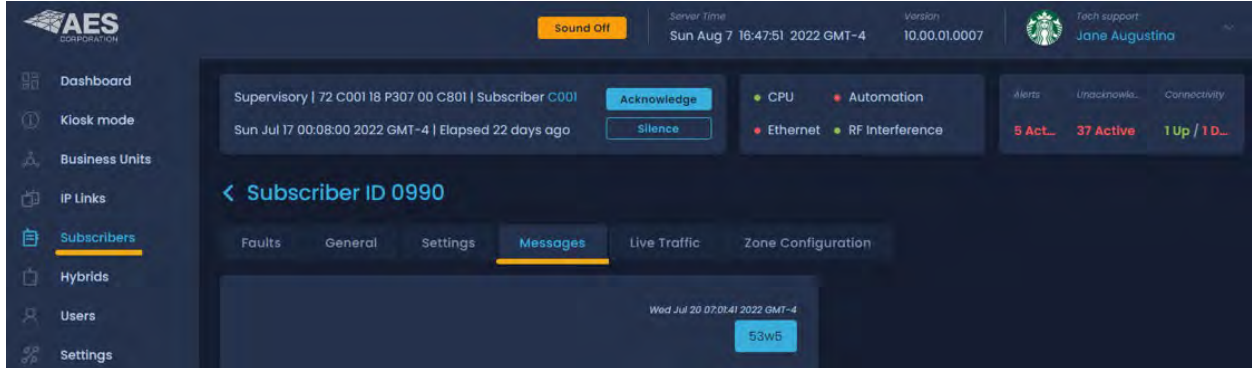 AES
CORPORATION
Sound Off
Server Time
Sun Aug 7 16:47:51 2022 GMT-4
Version
10.00.01.0007
Tech support
Jane Augustina
Dashboard
Kiosk mode
Business Units
IP Links
Subscribers
Hybrids
Users
Settings
Supervisory | 72 C001 18 P307 00 C801 | Subscriber C001
Acknowledge
Sun Jul 17 00:08:00 2022 GMT-4 | Elapsed 22 days ago
Silence
CPU
Automation
Ethernet
RF Interference
Alerts
Unacknowle...
Connectivity
5 Act...
37 Active
1 Up / 1 D...
< Subscriber ID 0990
Faults
General
Settings
Messages
Live Traffic
Zone Configuration
Wed Jul 20 07:01:41 2022 GMT-4
53w5